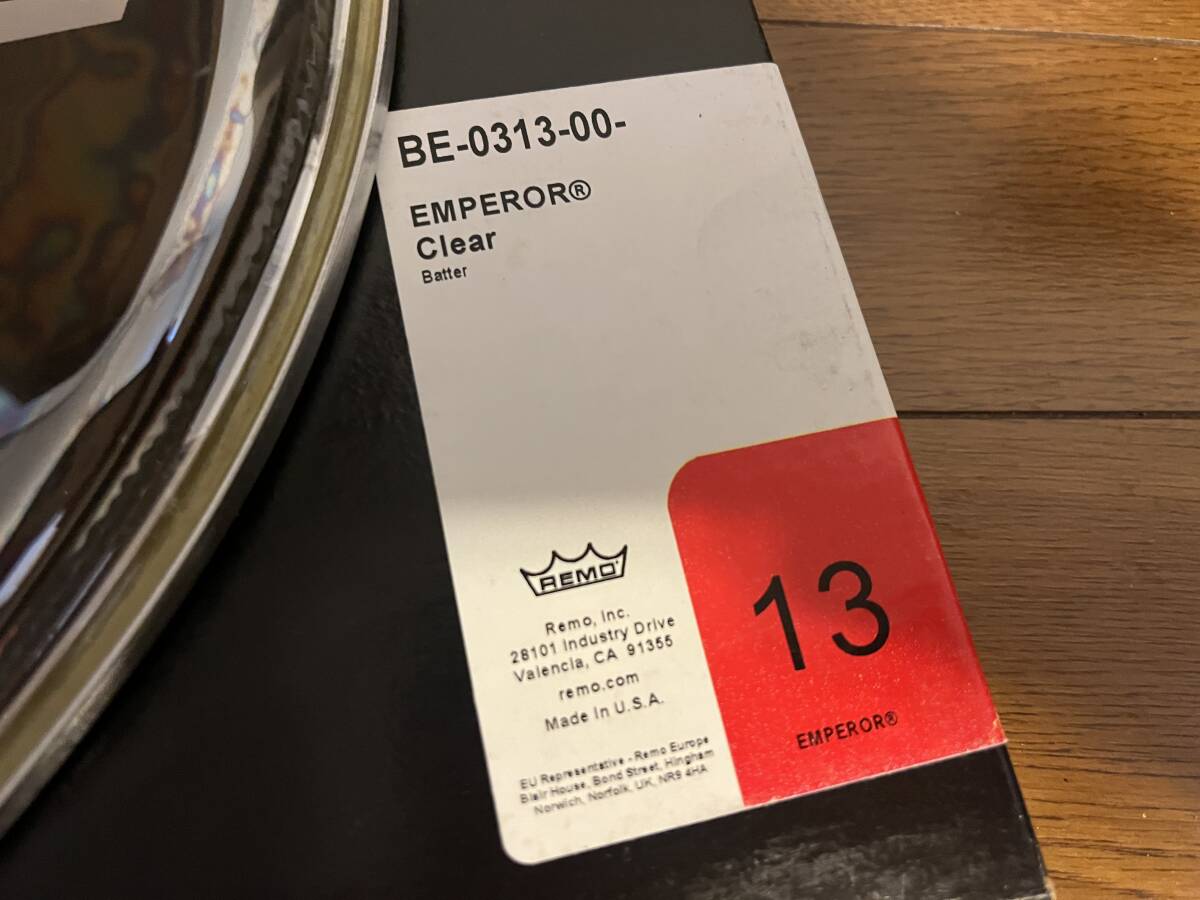 BE-0313-00-
EMPEROR®
Clear
Batter
REMO
Remo, Inc.
28101 Industry Drive
Valencia, CA 91355
remo.com
Made in U.S.A.
EU Representative - Remo Europe
Blair House, Bond Street, Hingham
Norwich, Norfolk, UK, NR9 4HA
13
EMPEROR®